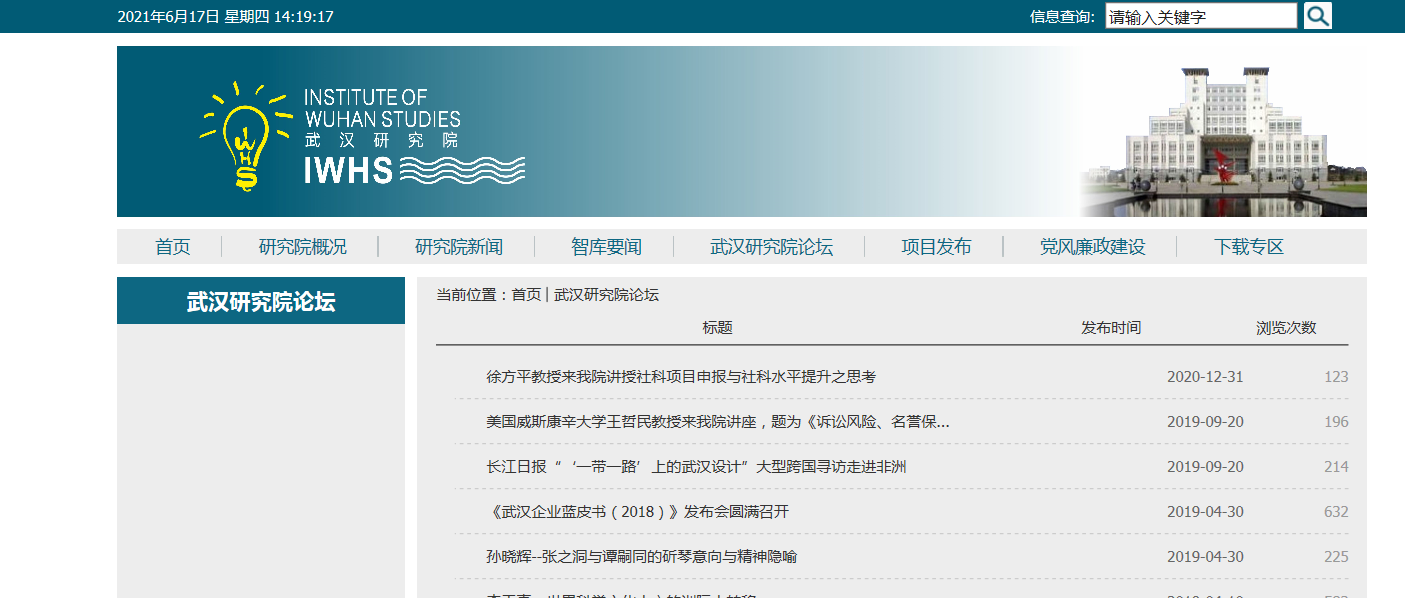 2021年6月17日 星期四 14:19:17
信息查询:
请输入关键字
INSTITUTE OF
WUHAN STUDIES
武汉研究院
IWHS
WHS
首页
研究院概况
研究院新闻
智库要闻
武汉研究院论坛
项目发布
党风廉政建设
下载专区
武汉研究院论坛
当前位置：首页 | 武汉研究院论坛
标题 发布时间 浏览次数
徐方平教授来我院讲授社科项目申报与社科水平提升之思考 2020-12-31 123
美国威斯康辛大学王哲民教授来我院讲座，题为《诉讼风险、名誉保... 2019-09-20 196
长江日报“‘一带一路’上的武汉设计”大型跨国寻访走进非洲 2019-09-20 214
《武汉企业蓝皮书（2018）》发布会圆满召开 2019-04-30 632
孙晓辉--张之洞与谭嗣同的斫琴意向与精神隐喻 2019-04-30 225